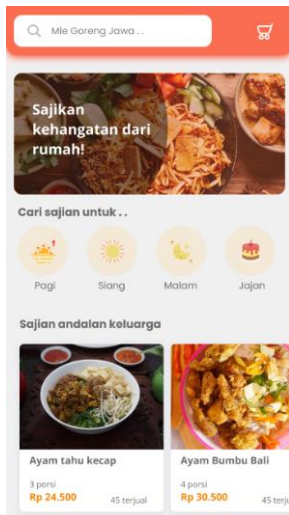 Mie Goreng Jawa . .
Sajikan
kehangatan dari
rumah!
Cari sajian untuk . .
Pagi
Siang
Malam
Jajan
Sajian andalan keluarga
Ayam tahu kecap
3 porsi
Rp 24.500
45 terjual
Ayam Bumbu Bali
4 porsi
Rp 30.500
45 terju